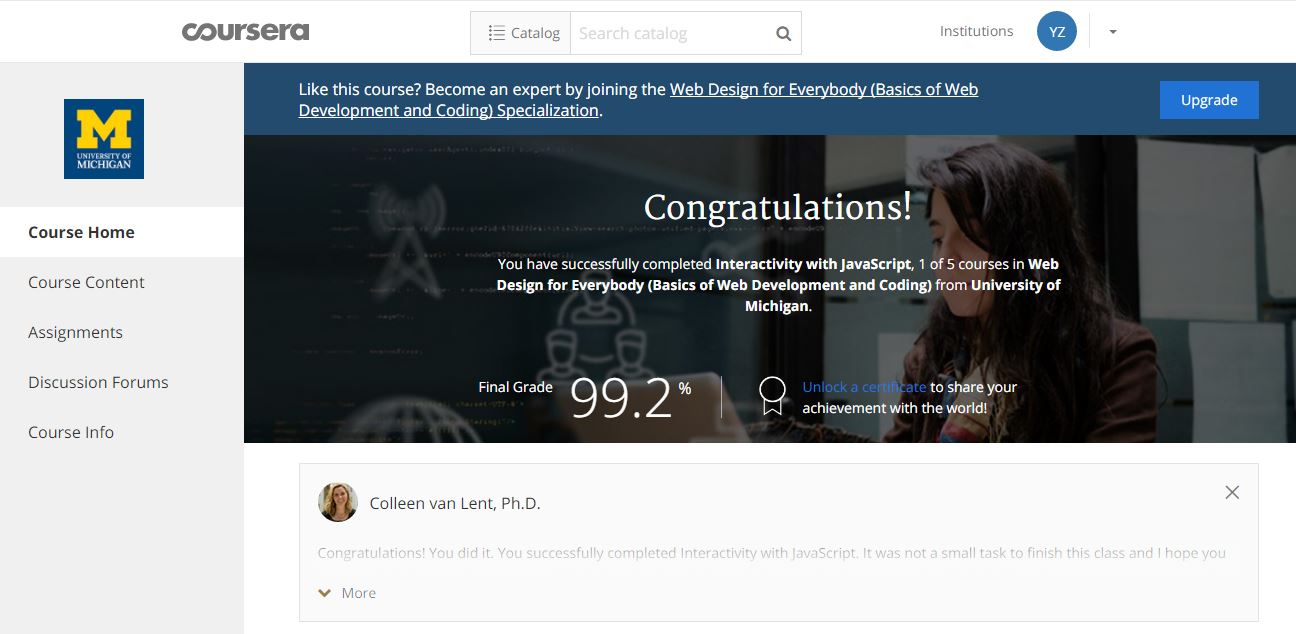 coursera
Catalog
Search catalog
Institutions
YZ
M
UNIVERSITY OF
MICHIGAN
Course Home
Course Content
Assignments
Discussion Forums
Course Info
Like this course? Become an expert by joining the Web Design for Everybody (Basics of Web
Development and Coding) Specialization.
Upgrade
Congratulations!
You have successfully completed Interactivity with JavaScript, 1 of 5 courses in Web
Design for Everybody (Basics of Web Development and Coding) from University of
Michigan.
Final Grade 99.2 %
Unlock a certificate to share your
achievement with the world!
Colleen van Lent, Ph.D.
Congratulations! You did it. You successfully completed Interactivity with JavaScript. It was not a small task to finish this class and I hope you
More